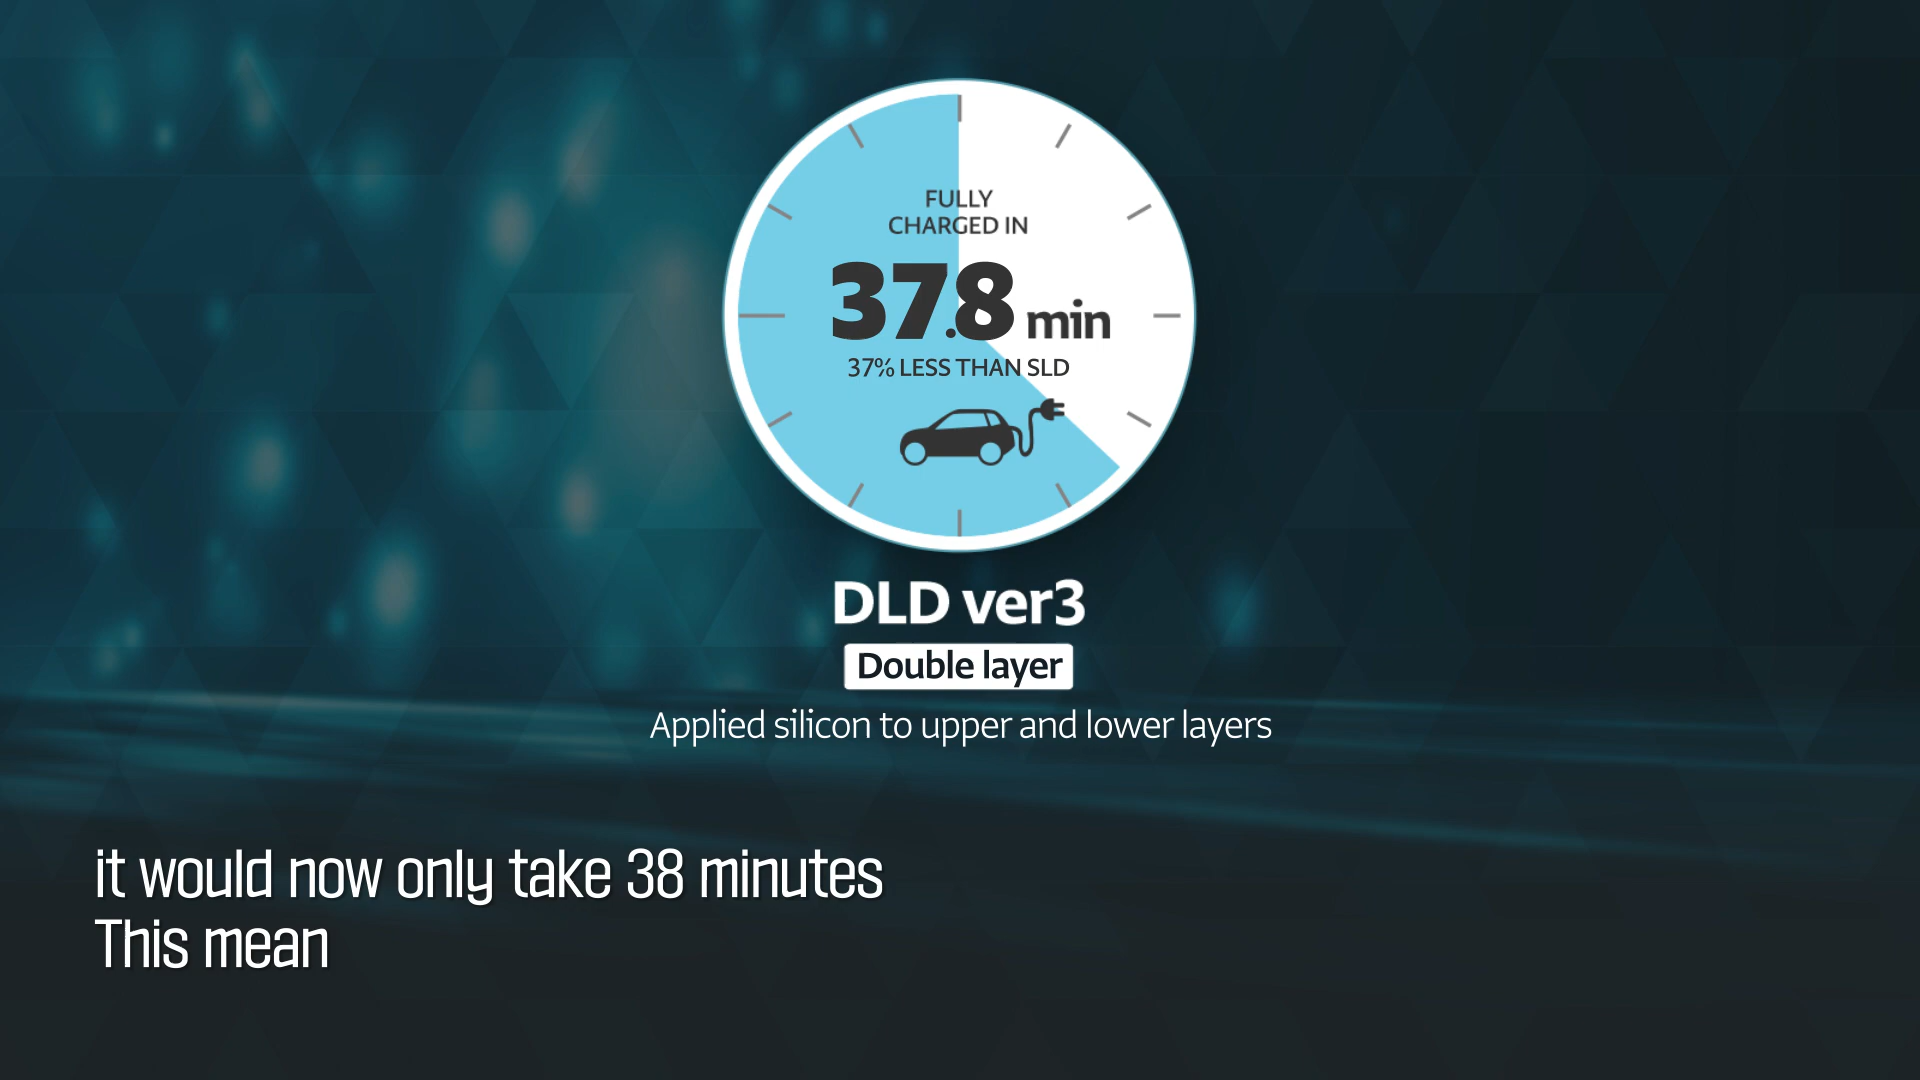 FULLY
CHARGED IN
37.8 min
37% LESS THAN SLD
DLD ver3
Double layer
Applied silicon to upper and lower layers
it would now only take 38 minutes
This mean